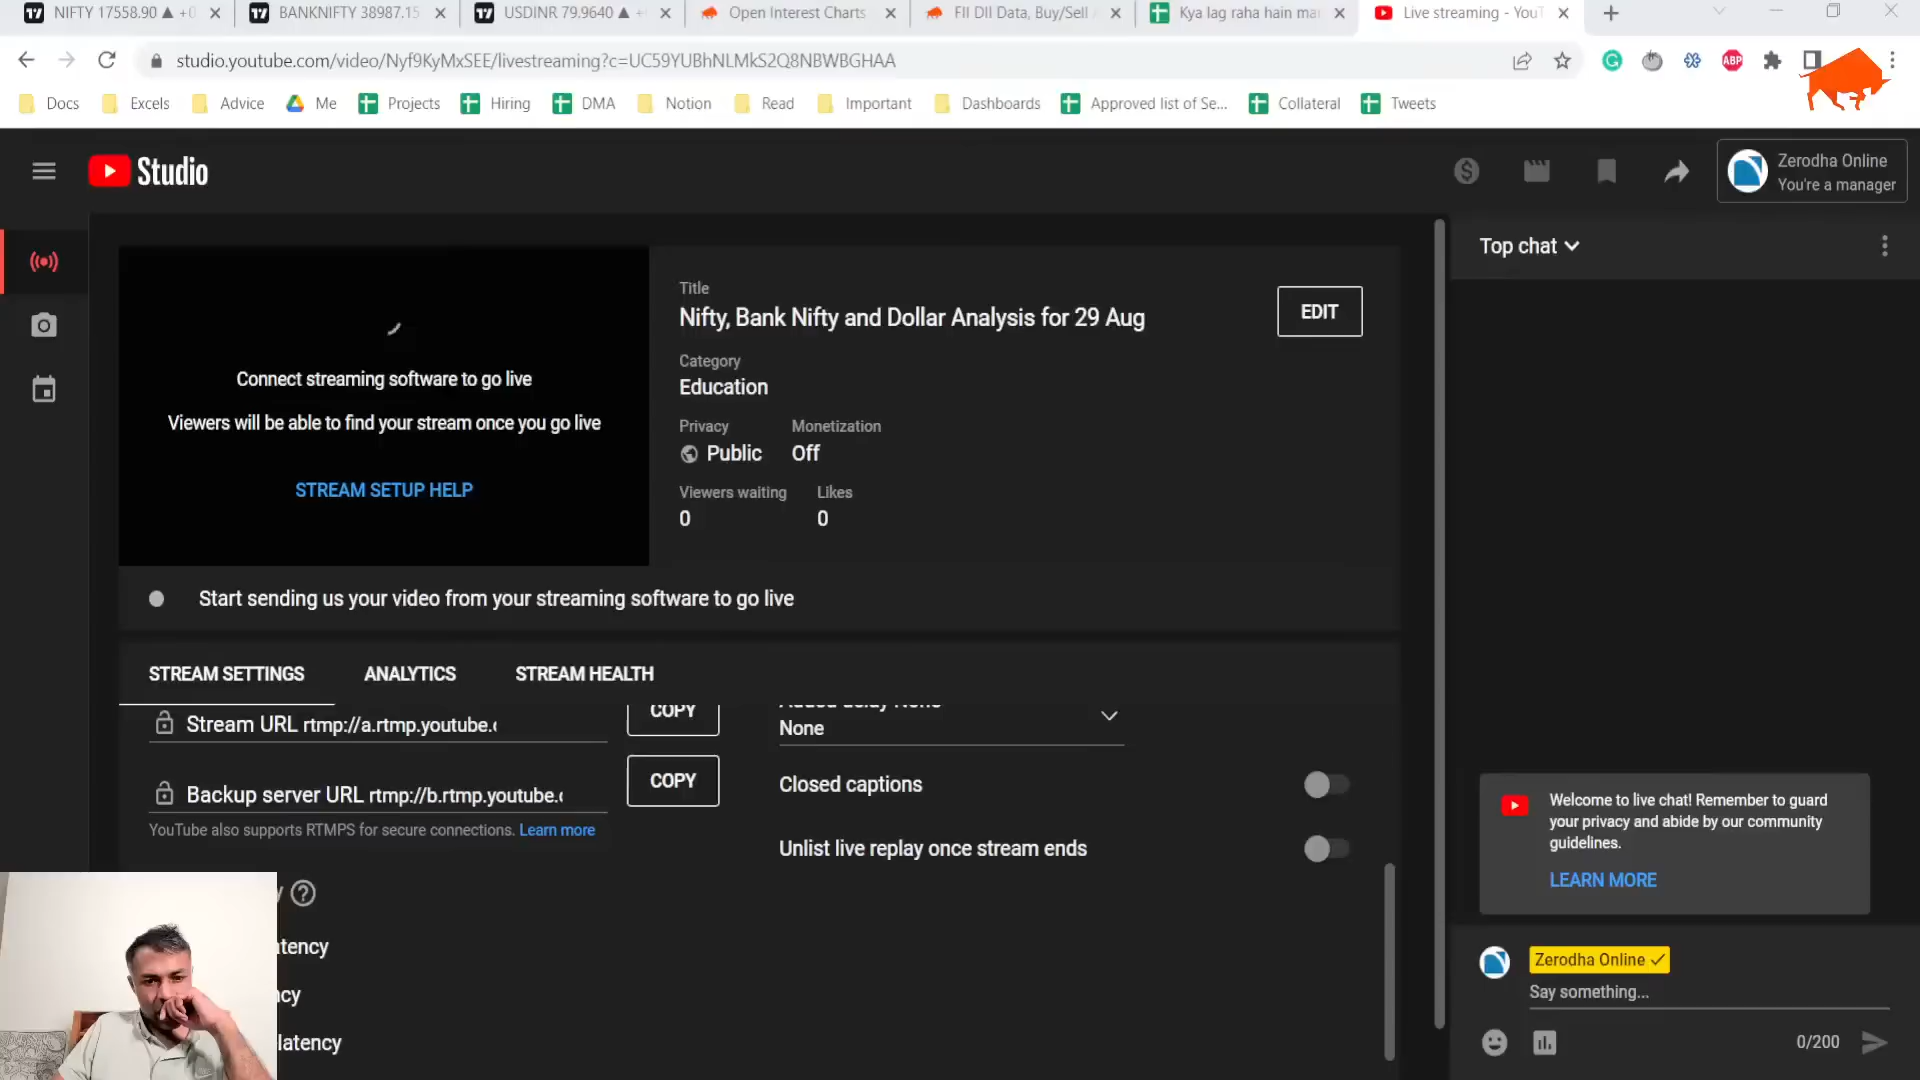 NIFTY 17558.90 ▲ +0
BANKNIFTY 38987.15
USDINR 79.9640 ▲
Open Interest Charts
FII DII Data, Buy/Sell
Kya lag raha hain
Live streaming - YouT
studio.youtube.com/video/Nyf9KyMxSEE/livestreaming?c=UC59YUBhNLMkS2Q8NBWBGHAA
ABP
Docs
Excels
Advice
Me
Projects
Hiring
DMA
Notion
Read
Important
Dashboards
Approved list of Se...
Collateral
Tweets
Studio
Zerodha Online
You're a manager
Connect streaming software to go live
Viewers will be able to find your stream once you go live
STREAM SETUP HELP
Title
Nifty, Bank Nifty and Dollar Analysis for 29 Aug
EDIT
Category
Education
Privacy Monetization
Public Off
Viewers waiting Likes
0 0
Start sending us your video from your streaming software to go live
STREAM SETTINGS ANALYTICS STREAM HEALTH
Stream URL rtmp://a.rtmp.youtube.
COPY
Backup server URL rtmp://b.rtmp.youtube.
COPY
YouTube also supports RTMPS for secure connections. Learn more
None
Closed captions
Unlist live replay once stream ends
latency
Top chat
Welcome to live chat! Remember to guard
your privacy and abide by our community
guidelines.
LEARN MORE
Zerodha Online
Say something...
0/200